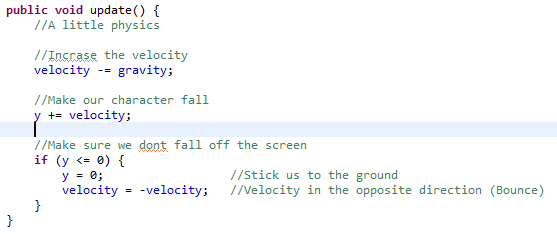 public void update() {
    //A little physics

    //Incrase the velocity
    velocity -= gravity;

    //Make our character fall
    y += velocity;

    //Make sure we dont fall off the screen
    if (y <= 0) {
        y = 0;                  //Stick us to the ground
        velocity = -velocity;   //Velocity in the opposite direction (Bounce)
    }
}